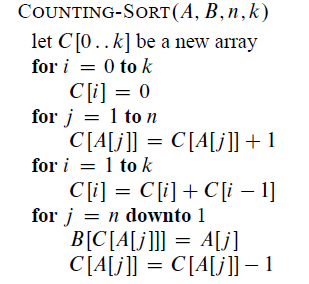 COUNTING-SORT(A, B, n, k)
let C[0..k] be a new array
for i = 0 to k
C[i] = 0
for j = 1 to n
C[A[j]] = C[A[j]] + 1
for i = 1 to k
C[i] = C[i] + C[i − 1]
for j = n downto 1
B[C[A[j]]] = A[j]
C[A[j]] = C[A[j]] − 1